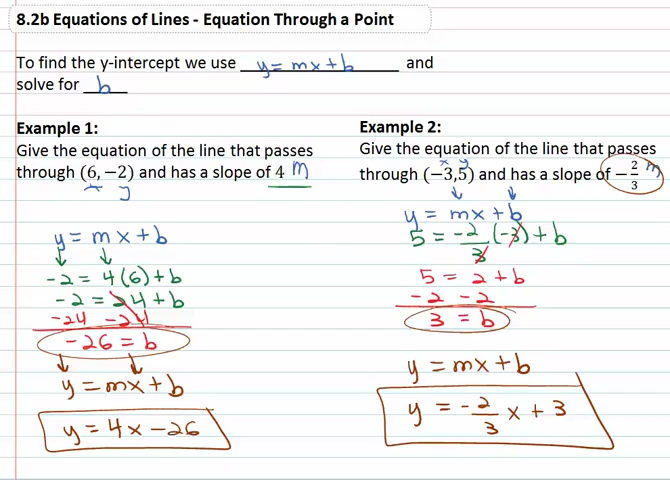 8.2b Equations of Lines - Equation Through a Point
To find the y-intercept we use y = mx + b and
solve for b
Example 1:
Give the equation of the line that passes
through (6, −2) and has a slope of 4 m
x y
y = mx + b
-2 = 4(6) + b
-2 = 24 + b
-24 -24
-26 = b
y = mx + b
y = 4x - 26
Example 2:
Give the equation of the line that passes
x y
through (−3,5) and has a slope of −2/3 m
y = mx + b
5 = -2/3 (-3) + b
5 = 2 + b
-2 -2
3 = b
y = mx + b
y = -2/3 x + 3